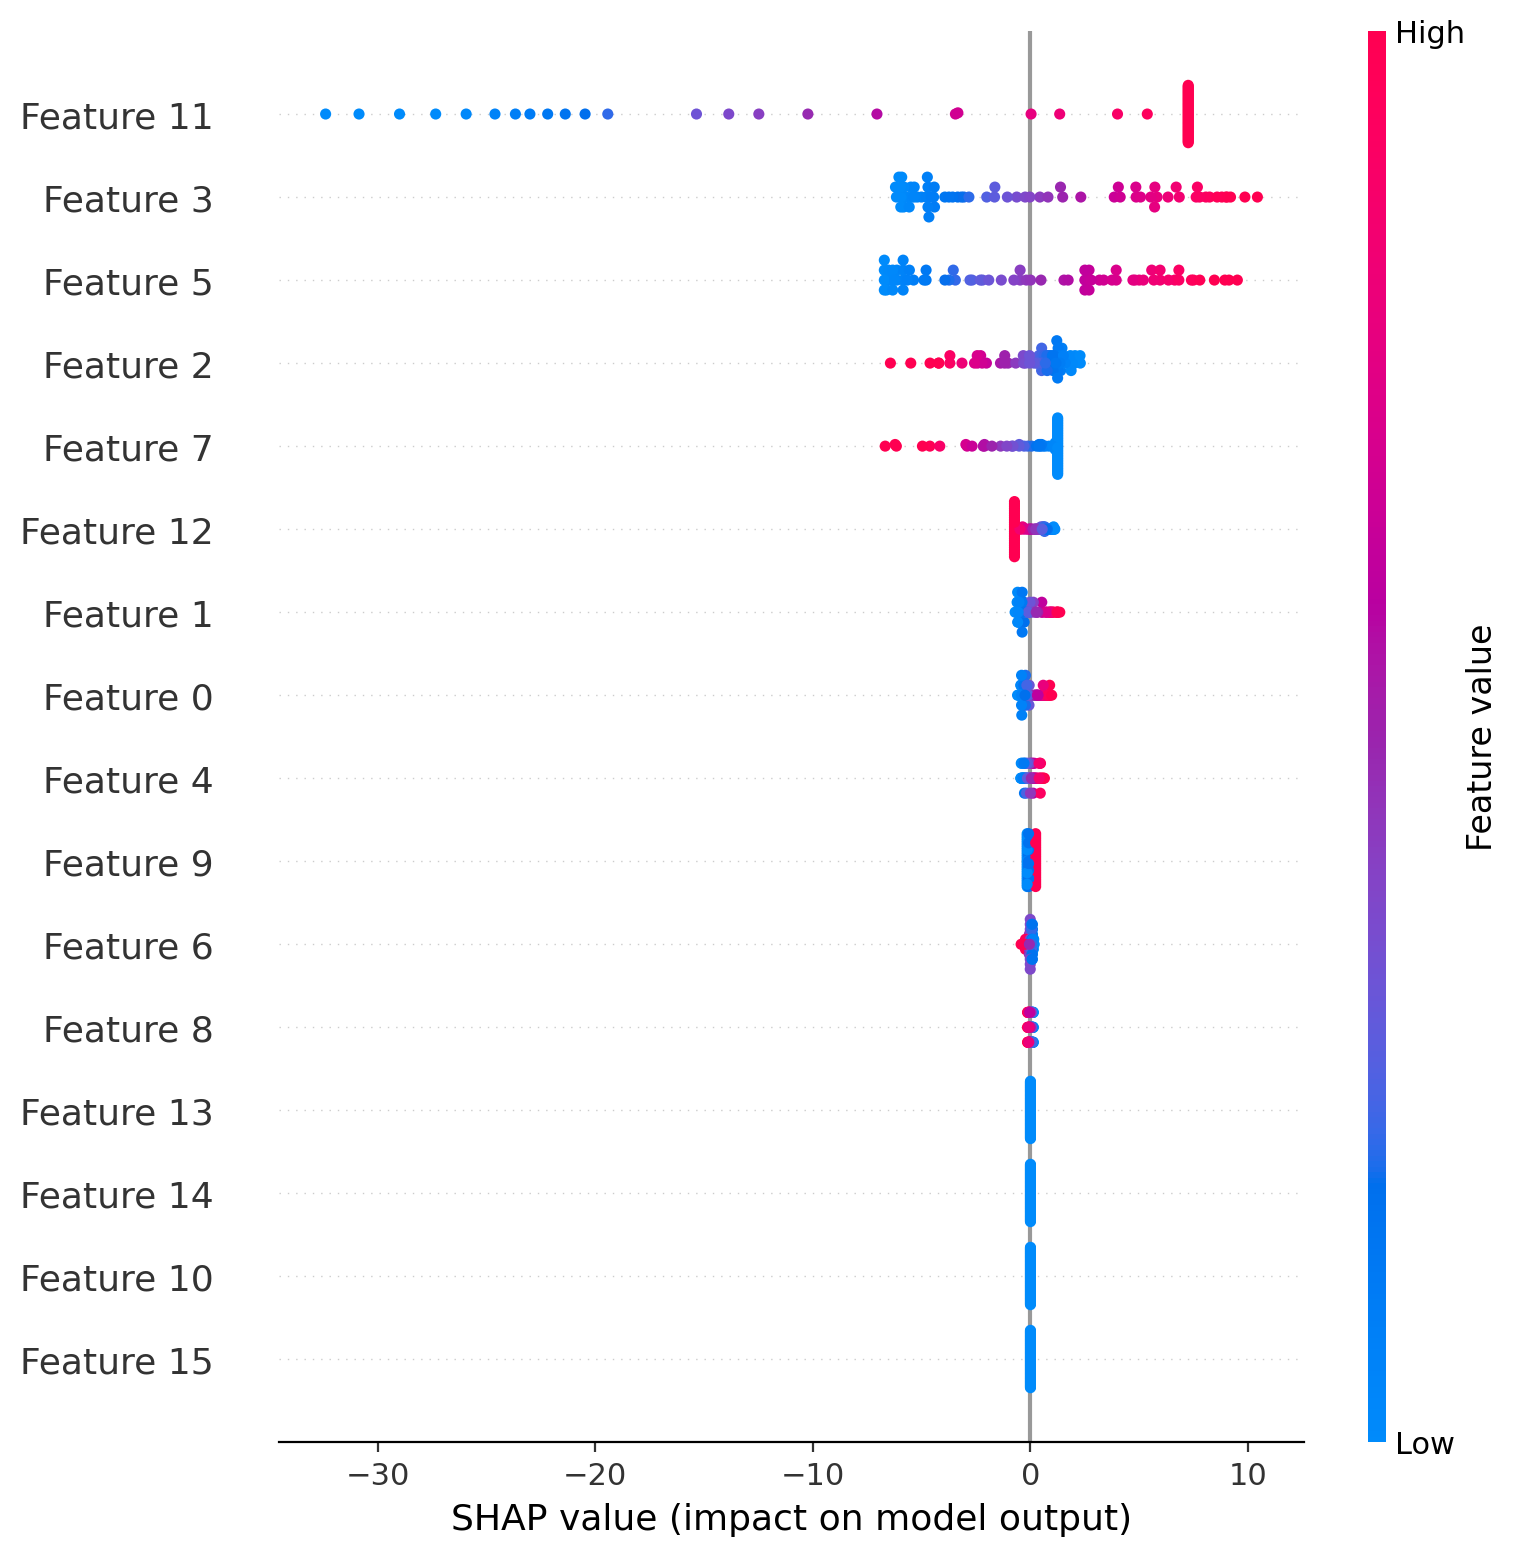 High
Feature 11
Feature 3
Feature 5
Feature 2
Feature 7
Feature 12
Feature 1
Feature 0
Feature 4
Feature 9
Feature 6
Feature 8
Feature 13
Feature 14
Feature 10
Feature 15
Feature value
Low
−30 −20 −10 0 10
SHAP value (impact on model output)